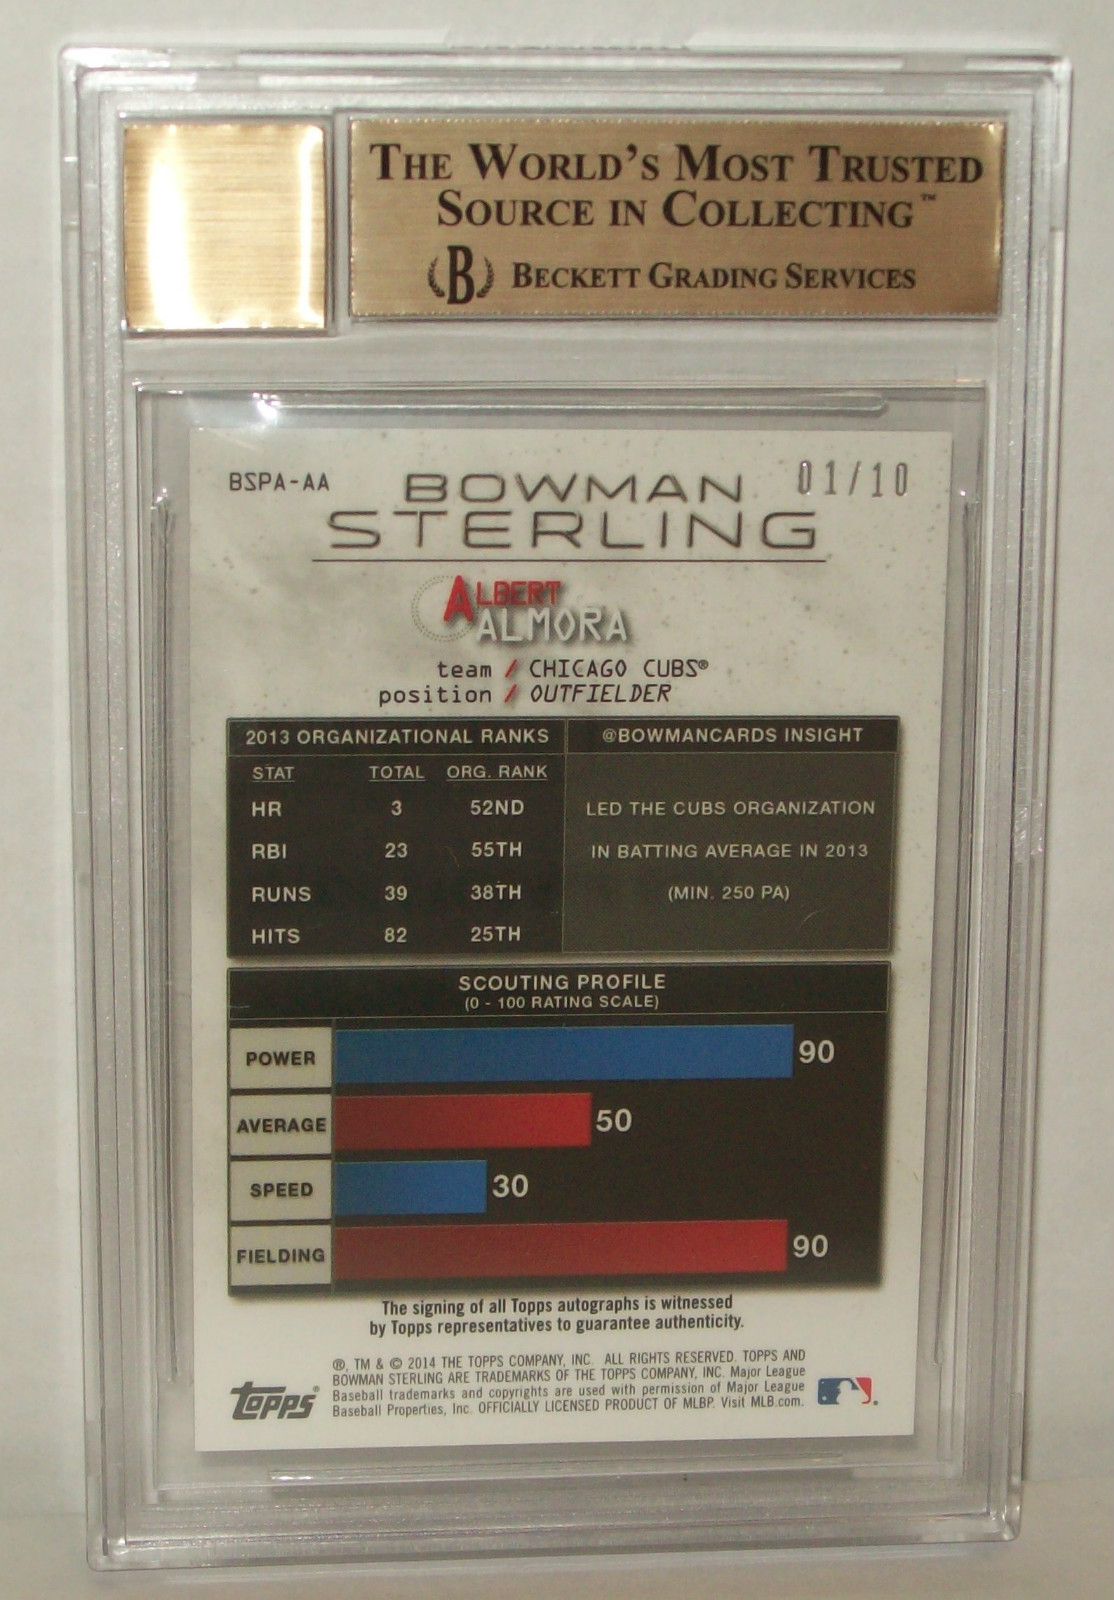 THE WORLD'S MOST TRUSTED
SOURCE IN COLLECTING™
B BECKETT GRADING SERVICES
BSPA-AA
BOWMAN
01/10
STERLING
ALBERT
ALMORA
team / CHICAGO CUBS®
position / OUTFIELDER
2013 ORGANIZATIONAL RANKS
STAT TOTAL ORG. RANK
HR 3 52ND
RBI 23 55TH
RUNS 39 38TH
HITS 82 25TH
@BOWMANCARDS INSIGHT
LED THE CUBS ORGANIZATION
IN BATTING AVERAGE IN 2013
(MIN. 250 PA)
SCOUTING PROFILE
(0 - 100 RATING SCALE)
POWER 90
AVERAGE 50
SPEED 30
FIELDING 90
The signing of all Topps autographs is witnessed
by Topps representatives to guarantee authenticity.
®, TM & © 2014 THE TOPPS COMPANY, INC. ALL RIGHTS RESERVED. TOPPS AND
BOWMAN STERLING ARE TRADEMARKS OF THE TOPPS COMPANY, INC. Major League
Baseball trademarks and copyrights are used with permission of Major League
Baseball Properties, Inc. OFFICIALLY LICENSED PRODUCT OF MLBP. Visit MLB.com.
Topps®